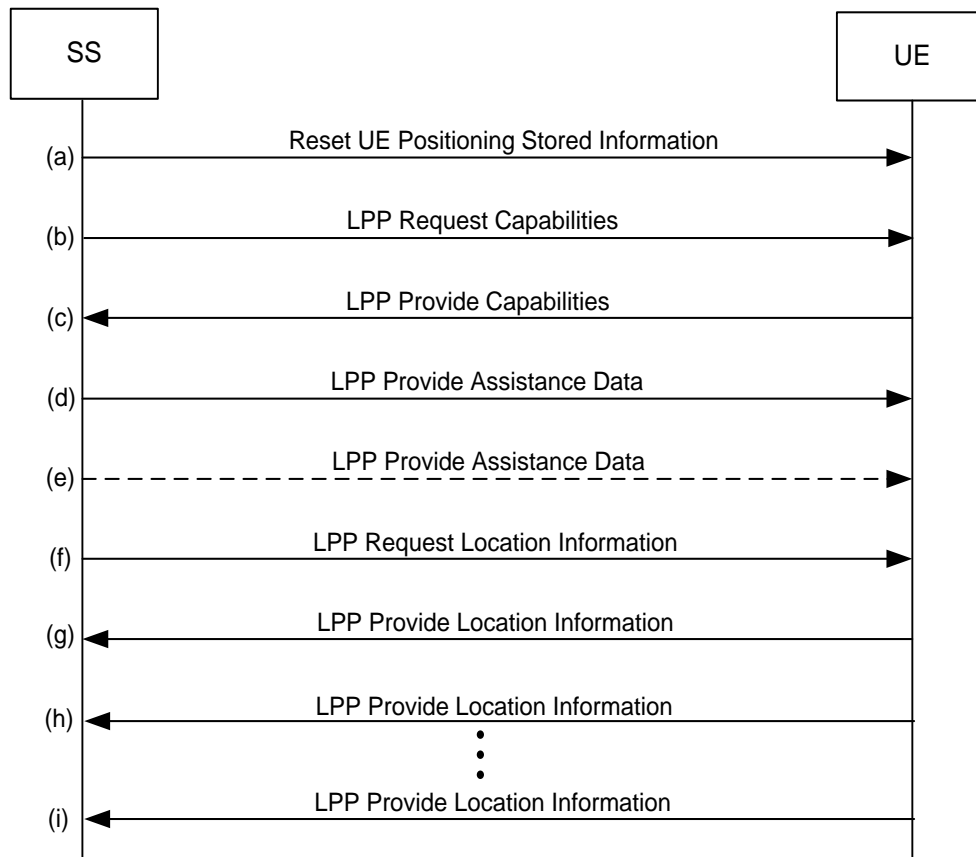 SS
UE
Reset UE Positioning Stored Information
(a)
LPP Request Capabilities
(b)
LPP Provide Capabilities
(c)
LPP Provide Assistance Data
(d)
LPP Provide Assistance Data
(e)
LPP Request Location Information
(f)
LPP Provide Location Information
(g)
LPP Provide Location Information
(h)
LPP Provide Location Information
(i)